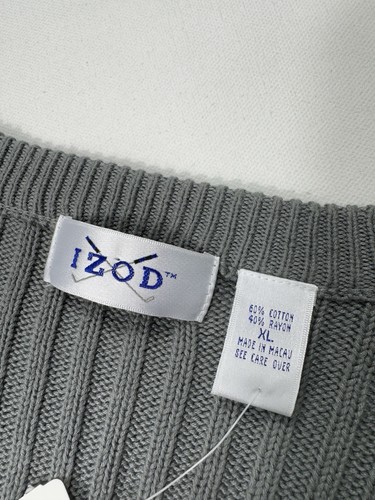 IZOD™
60% COTTON
40% RAYON
XL
MADE IN MACAU
SEE CARE OVER